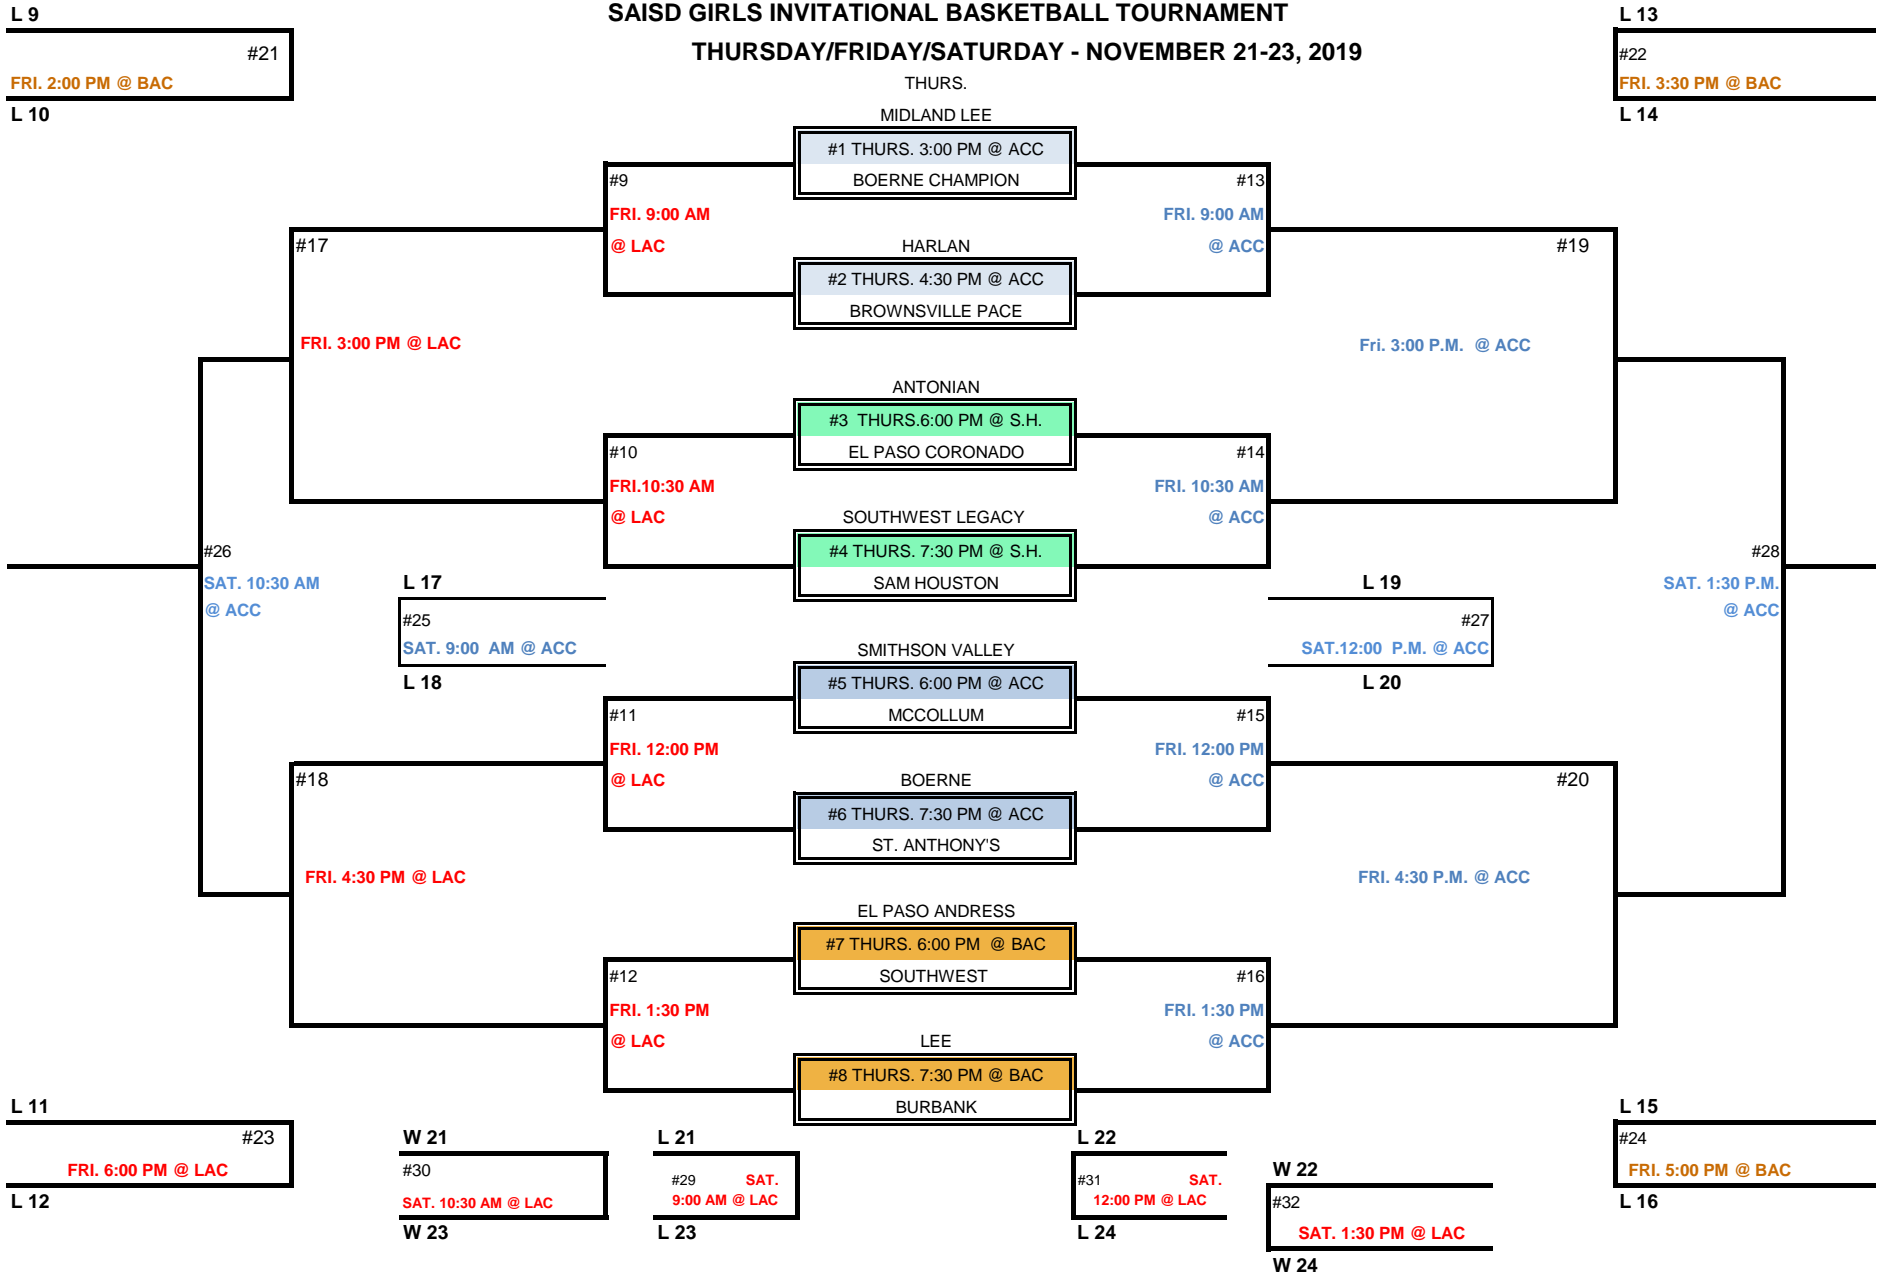 L 9
SAISD GIRLS INVITATIONAL BASKETBALL TOURNAMENT
L 13
#21
THURSDAY/FRIDAY/SATURDAY - NOVEMBER 21-23, 2019
#22
FRI. 2:00 PM @ BAC
THURS.
FRI. 3:30 PM @ BAC
L 10
MIDLAND LEE
L 14
#1 THURS. 3:00 PM @ ACC
#9
BOERNE CHAMPION
#13
FRI. 9:00 AM
FRI. 9:00 AM
#17
@ LAC
HARLAN
@ ACC
#19
#2 THURS. 4:30 PM @ ACC
BROWNSVILLE PACE
FRI. 3:00 PM @ LAC
Fri. 3:00 P.M.  @ ACC
ANTONIAN
#3  THURS.6:00 PM @ S.H.
#10
EL PASO CORONADO
#14
FRI.10:30 AM
FRI. 10:30 AM
@ LAC
SOUTHWEST LEGACY
@ ACC
#26
#4 THURS. 7:30 PM @ S.H.
#28
SAT. 10:30 AM
L 17
SAM HOUSTON
L 19
SAT. 1:30 P.M.
@ ACC
@ ACC
#25
#27
SAT. 9:00  AM @ ACC
SMITHSON VALLEY
SAT.12:00  P.M. @ ACC
L 18
#5 THURS. 6:00 PM @ ACC
L 20
#11
MCCOLLUM
#15
FRI. 12:00 PM
FRI. 12:00 PM
#18
@ LAC
BOERNE
@ ACC
#20
#6 THURS. 7:30 PM @ ACC
ST. ANTHONY'S
FRI. 4:30 PM @ LAC
FRI. 4:30 P.M. @ ACC
EL PASO ANDRESS
#7 THURS. 6:00 PM  @ BAC
#12
SOUTHWEST
#16
FRI. 1:30 PM
FRI. 1:30 PM
@ LAC
LEE
@ ACC
#8 THURS. 7:30 PM @ BAC
L 11
BURBANK
L 15
#23
W 21
L 21
L 22
#24
FRI. 6:00 PM @ LAC
#30
W 22
FRI. 5:00 PM @ BAC
#29 SAT.
#31 SAT.
L 12
SAT. 10:30 AM @ LAC
9:00 AM @ LAC
12:00 PM @ LAC
#32
L 16
W 23
L 23
L 24
SAT. 1:30 PM @ LAC
W 24